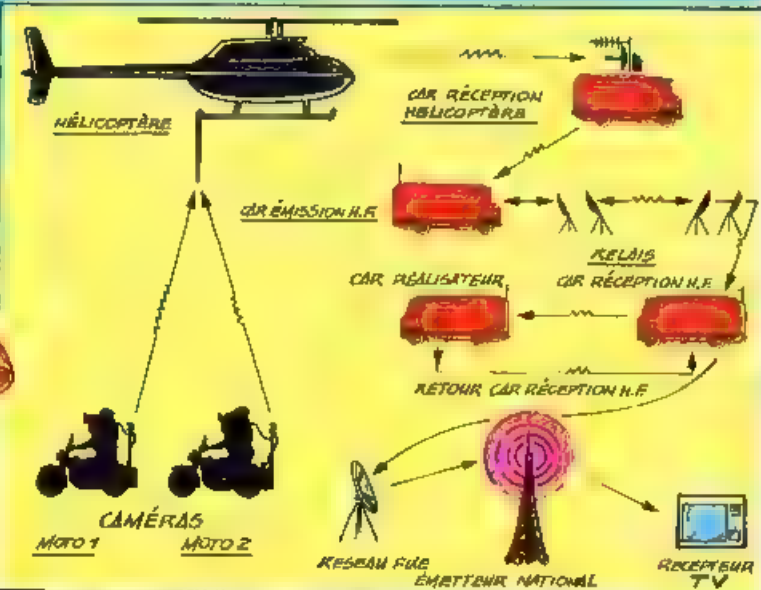 HÉLICOPTÈRE
CAR RÉCEPTION
HÉLICOPTÈRE
CAR ÉMISSION H.F.
RELAIS
CAR RÉALISATEUR
CAR RÉCEPTION H.F.
RETOUR CAR RÉCEPTION H.F.
CAMÉRAS
MOTO 1
MOTO 2
RESEAU FIXE
ÉMETTEUR NATIONAL
RECEPTEUR
TV